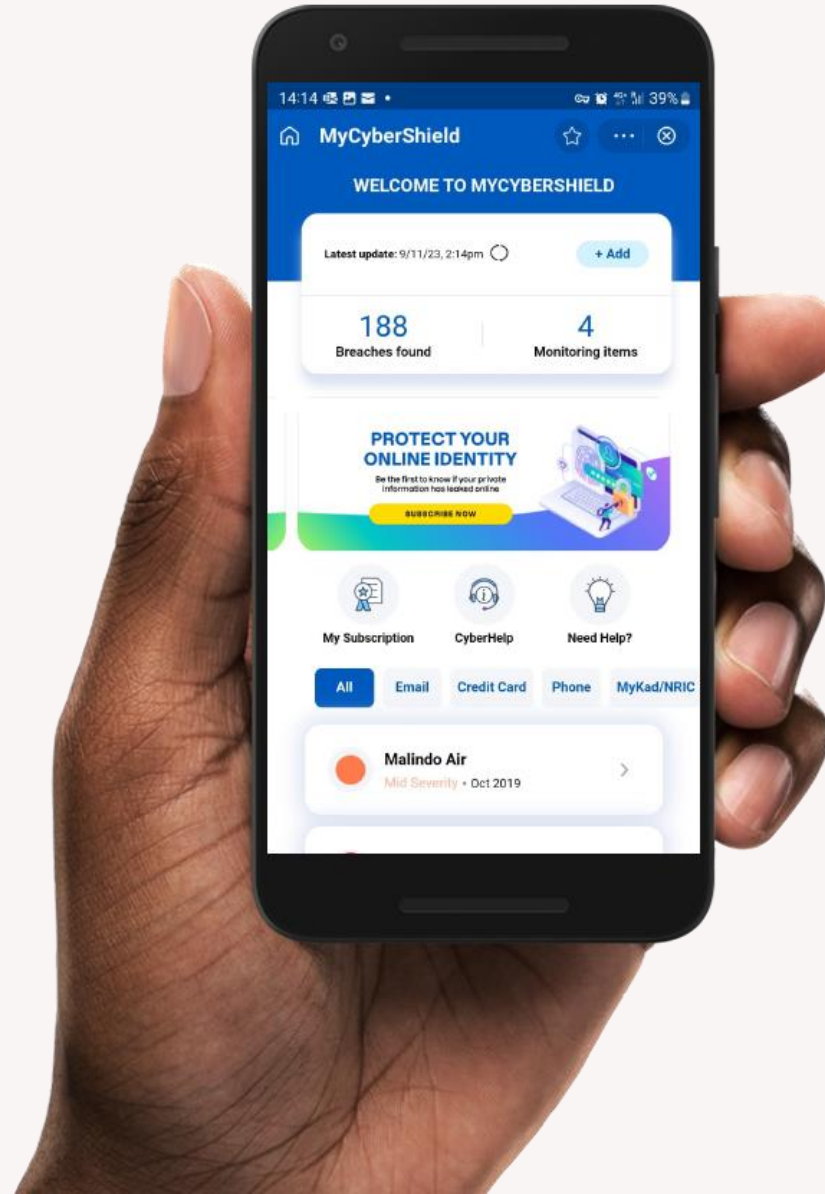 14:14 39%
MyCyberShield
WELCOME TO MYCYBERSHIELD
Latest update: 9/11/23, 2:14pm
+ Add
188
Breaches found
4
Monitoring items
PROTECT YOUR
ONLINE IDENTITY
Be the first to know if your private
information has leaked online
SUBSCRIBE NOW
My Subscription
CyberHelp
Need Help?
All Email Credit Card Phone MyKad/NRIC
Malindo Air
Mid Severity • Oct 2019